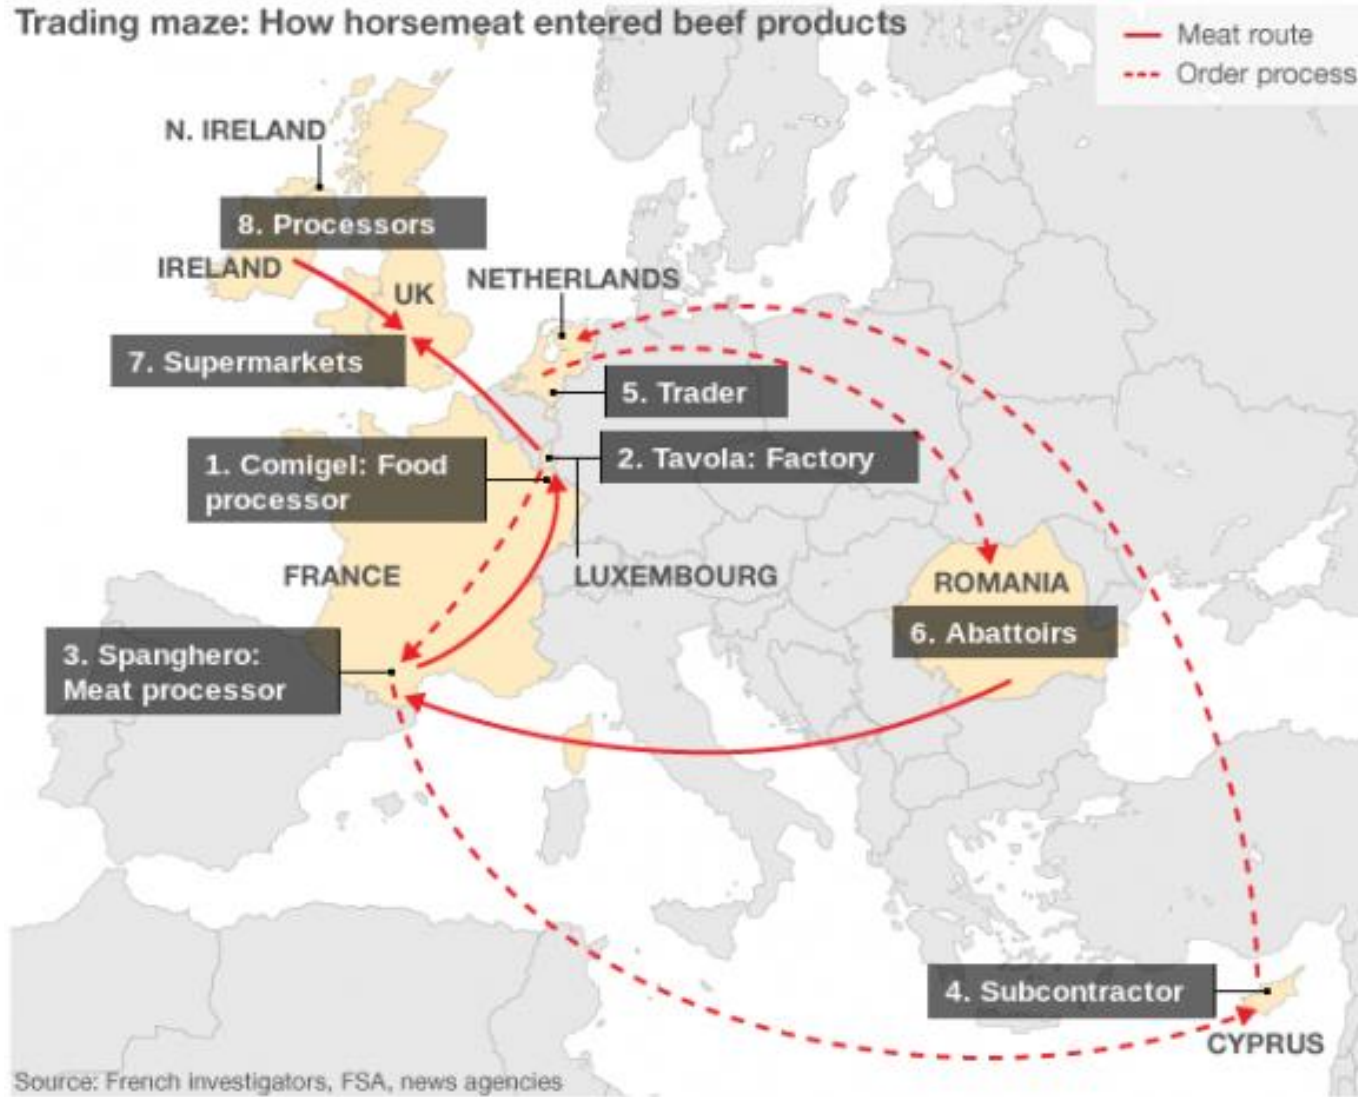 Trading maze: How horsemeat entered beef products
Meat route
Order process
N. IRELAND
8. Processors
IRELAND
UK
NETHERLANDS
7. Supermarkets
5. Trader
1. Comigel: Food
processor
2. Tavola: Factory
FRANCE
LUXEMBOURG
ROMANIA
6. Abattoirs
3. Spanghero:
Meat processor
4. Subcontractor
CYPRUS
Source: French investigators, FSA, news agencies